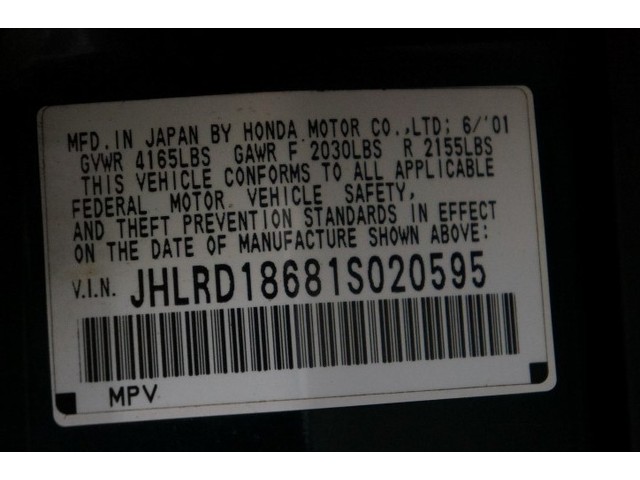 MFD. IN JAPAN BY HONDA MOTOR CO.,LTD; 6/'01
GVWR 4165LBS GAWR F 2030LBS R 2155LBS
THIS VEHICLE CONFORMS TO ALL APPLICABLE
FEDERAL MOTOR VEHICLE SAFETY,
AND THEFT PREVENTION STANDARDS IN EFFECT
ON THE DATE OF MANUFACTURE SHOWN ABOVE:
V.I.N. JHLRD18681S020595
MPV